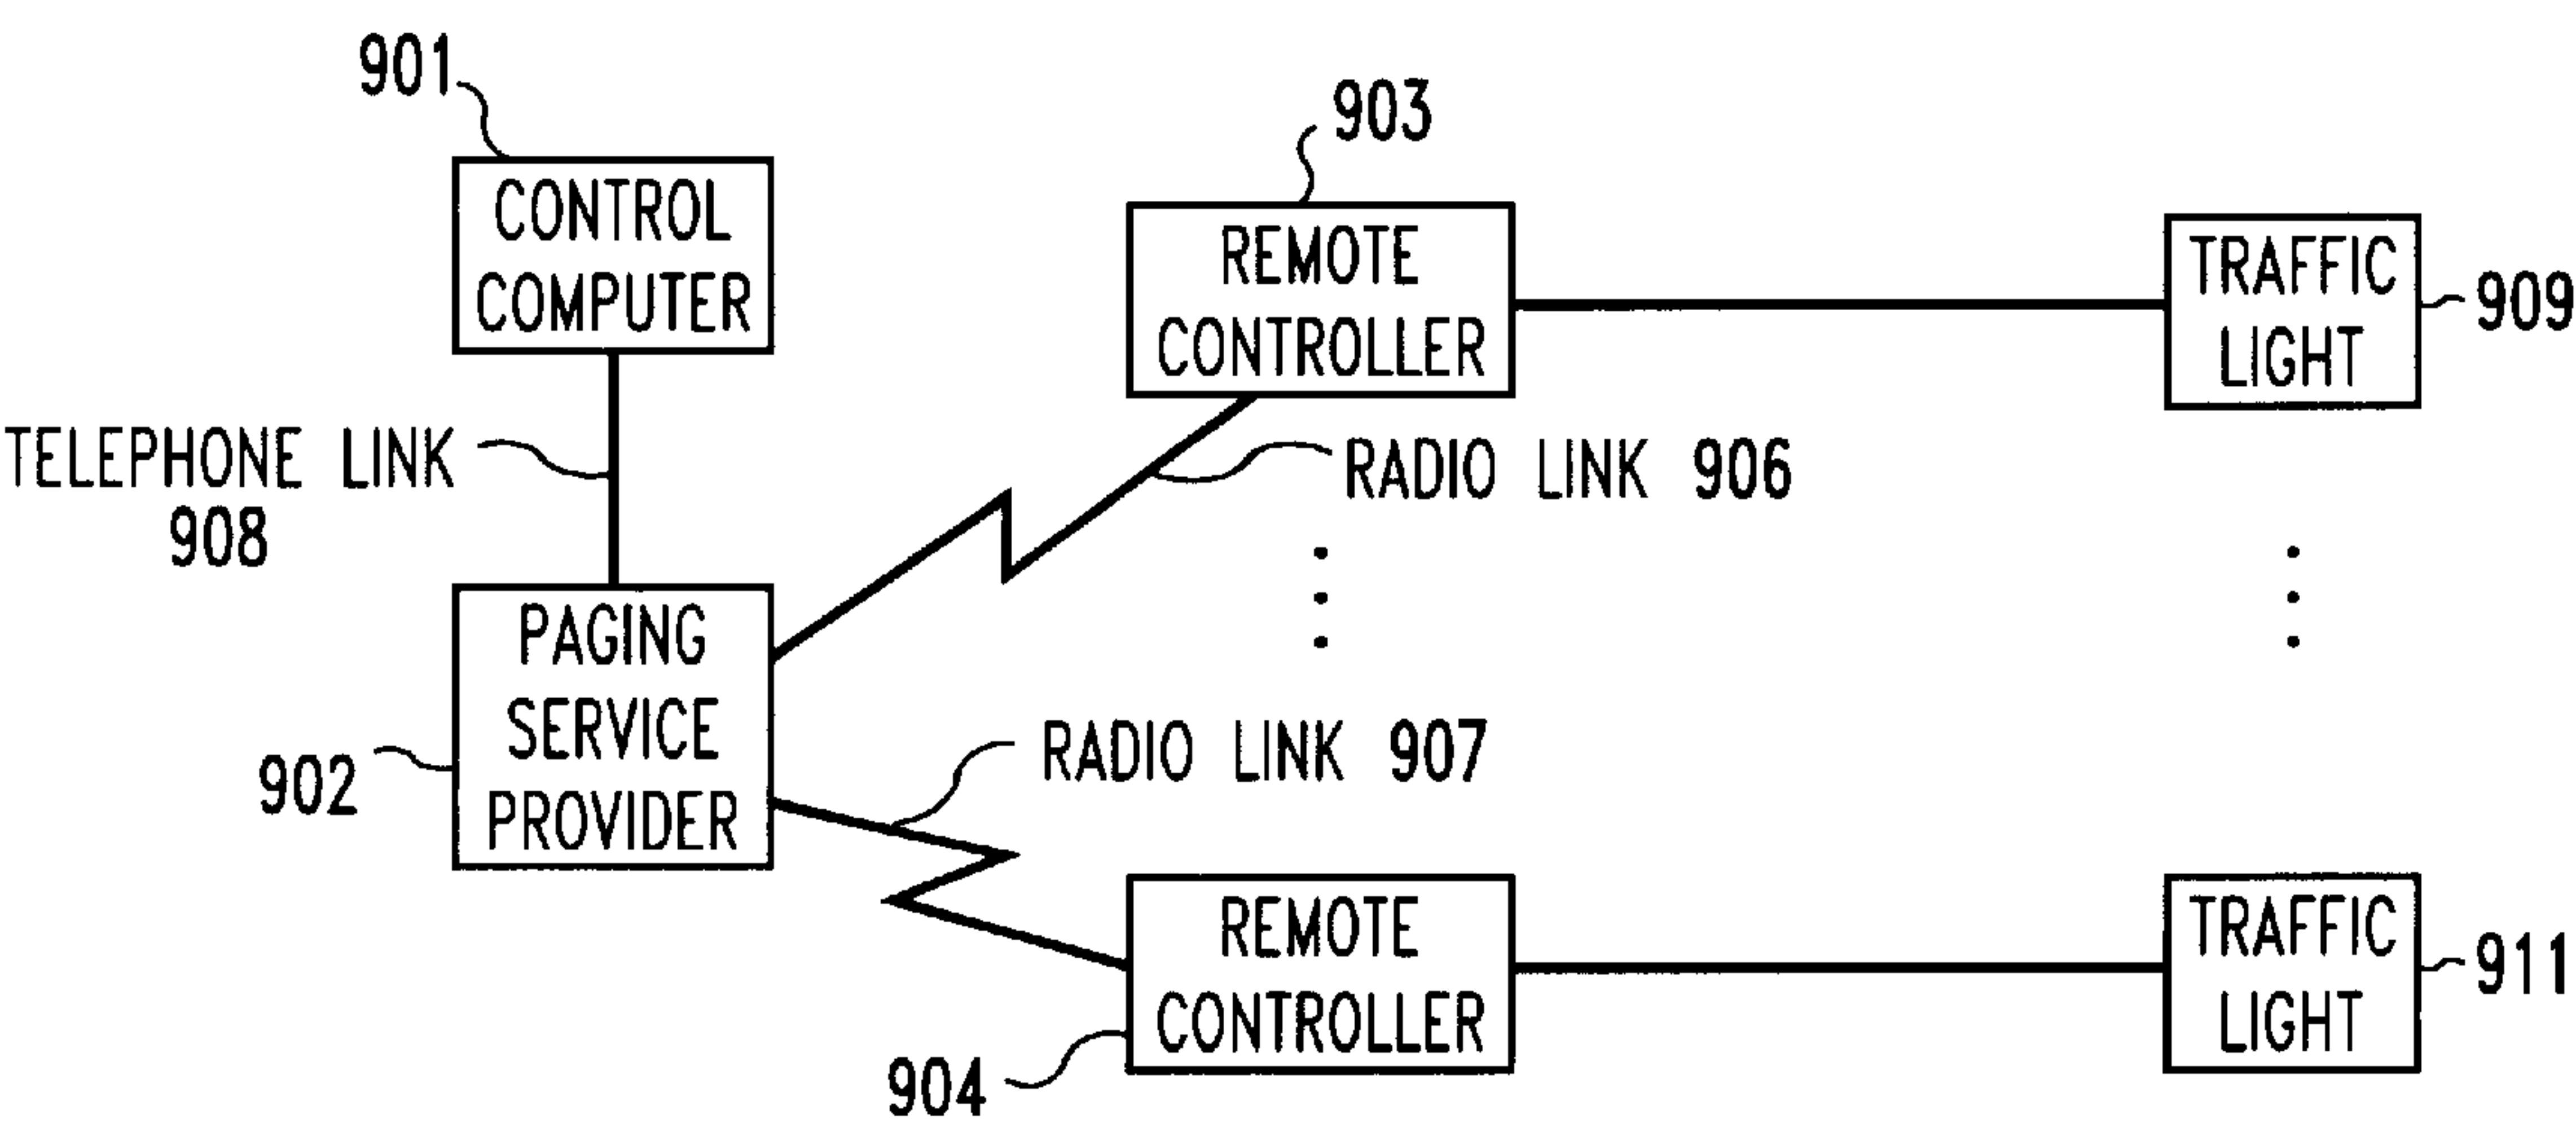 901
CONTROL
COMPUTER
903
REMOTE
CONTROLLER
TRAFFIC
LIGHT
909
TELEPHONE LINK
908
RADIO LINK 906
PAGING
SERVICE
PROVIDER
902
RADIO LINK 907
REMOTE
CONTROLLER
904
TRAFFIC
LIGHT
911